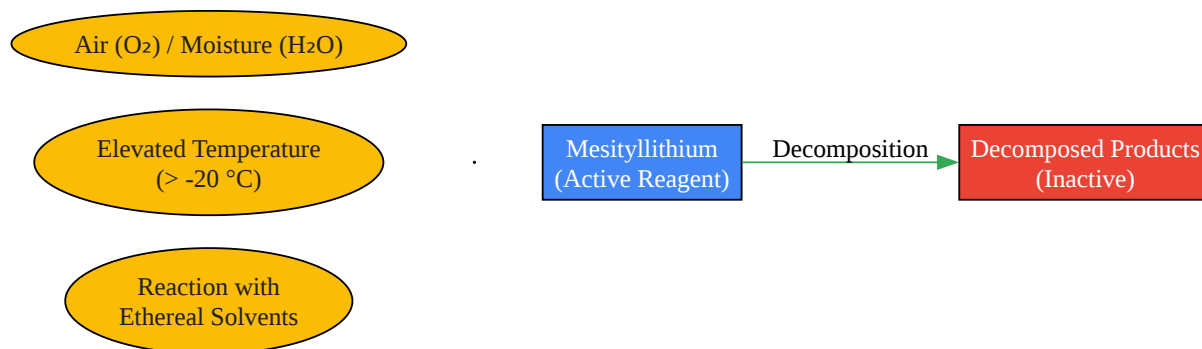 Air (O₂) / Moisture (H₂O)
Elevated Temperature
(> -20 °C)
Reaction with
Ethereal Solvents
.
Mesityllithium
(Active Reagent)
Decomposition
Decomposed Products
(Inactive)